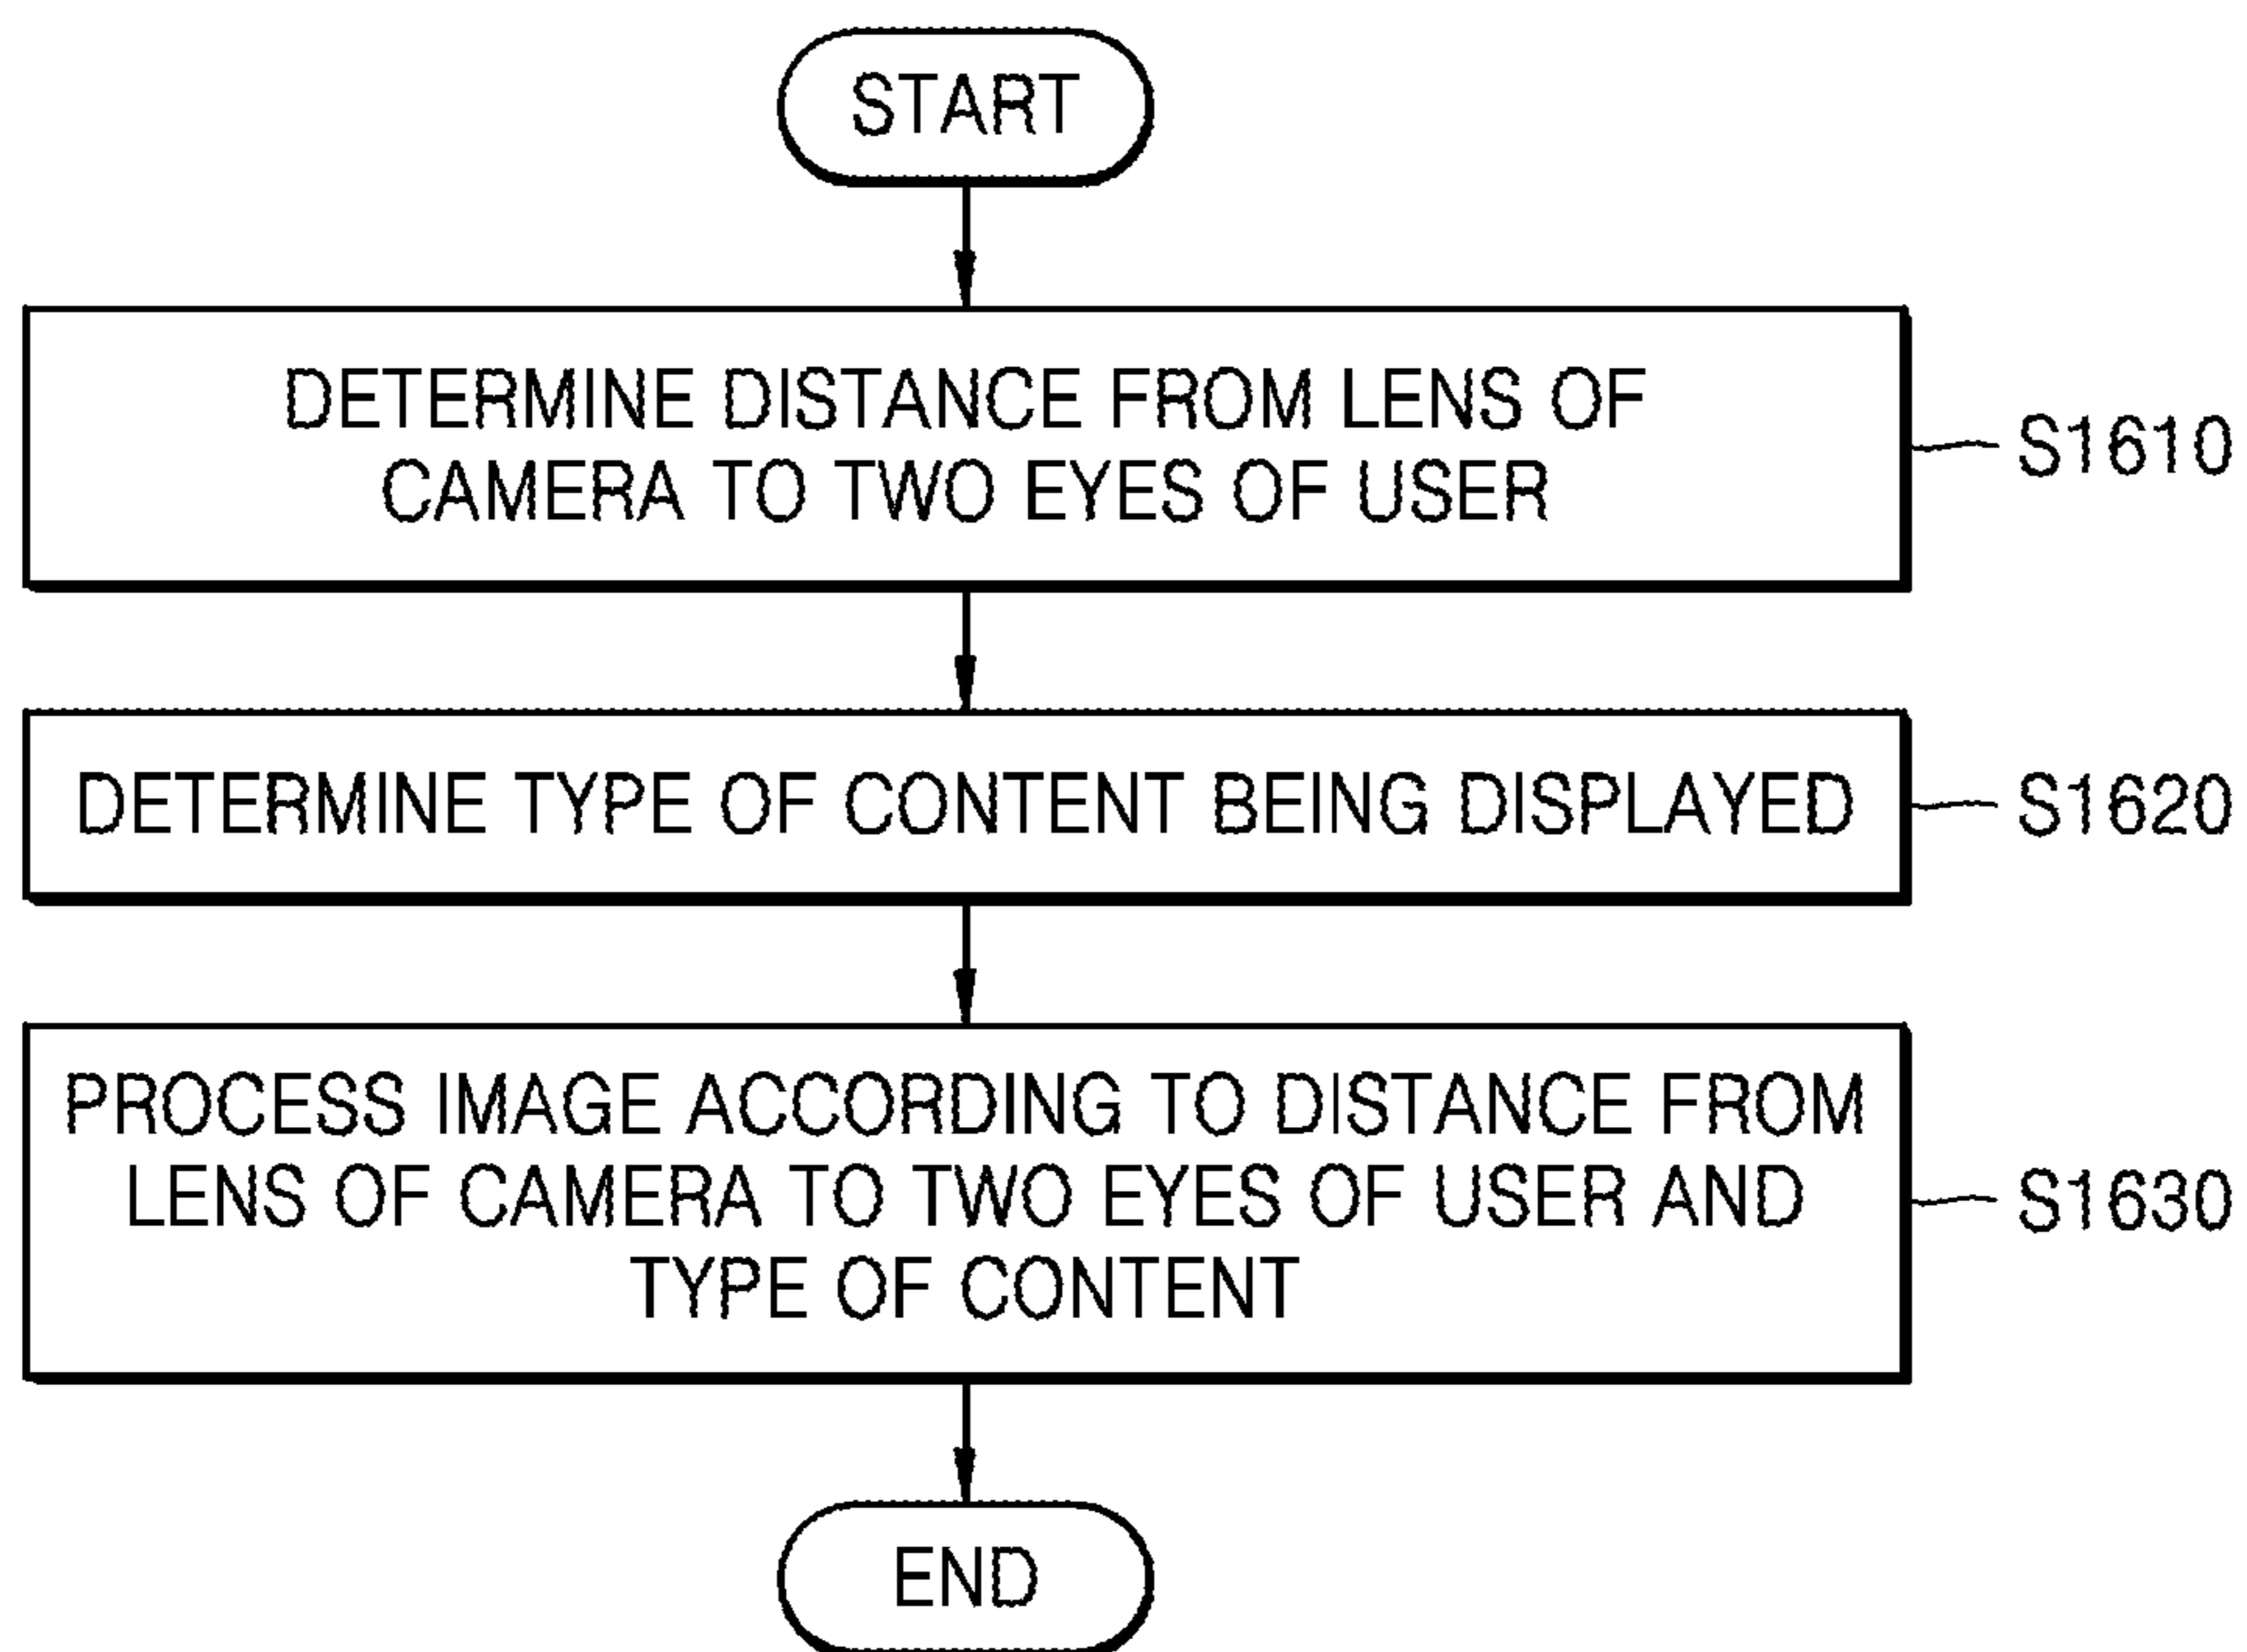 START
DETERMINE DISTANCE FROM LENS OF
CAMERA TO TWO EYES OF USER
S1610
DETERMINE TYPE OF CONTENT BEING DISPLAYED
S1620
PROCESS IMAGE ACCORDING TO DISTANCE FROM
LENS OF CAMERA TO TWO EYES OF USER AND
TYPE OF CONTENT
S1630
END